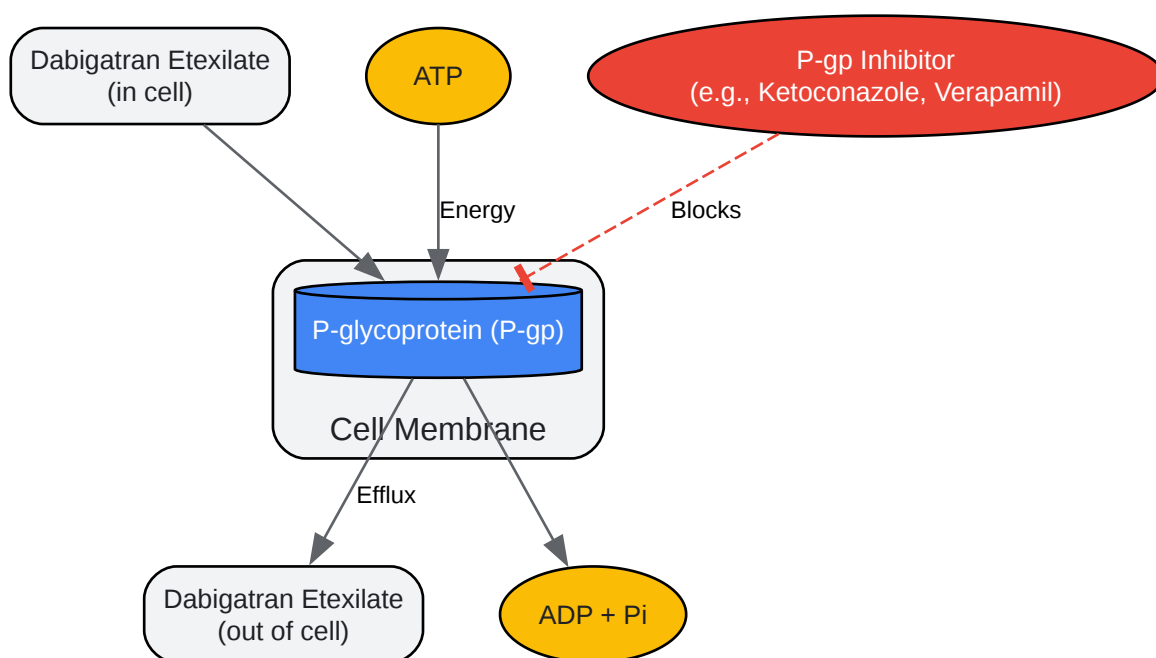 Dabigatran Etexilate
(in cell)
ATP
P-gp Inhibitor
(e.g., Ketoconazole, Verapamil)
Energy
Blocks
P-glycoprotein (P-gp)
Cell Membrane
Efflux
Dabigatran Etexilate
(out of cell)
ADP + Pi